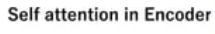 Self attention in Encoder